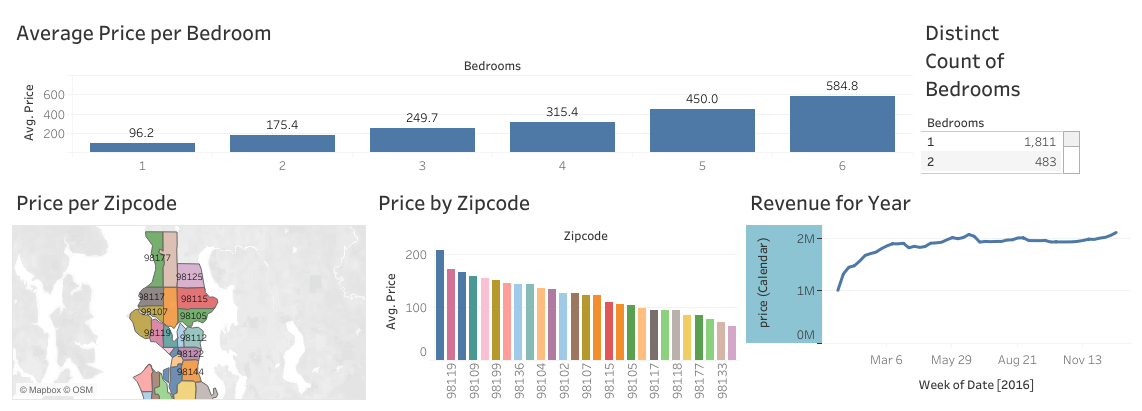 Average Price per Bedroom
Bedrooms
Avg. Price
600
400
200
96.2
175.4
249.7
315.4
450.0
584.8
1
2
3
4
5
6
Distinct
Count of
Bedrooms
Bedrooms
1 1,811
2 483
Price per Zipcode
98177
98125
98117
98115
98107
98105
98119
98112
98122
98144
© Mapbox © OSM
Price by Zipcode
Zipcode
Avg. Price
200
100
0
98119
98109
98199
98136
98104
98102
98107
98115
98105
98117
98118
98177
98133
Revenue for Year
price (Calendar)
2M
1M
0M
Mar 6
May 29
Aug 21
Nov 13
Week of Date [2016]